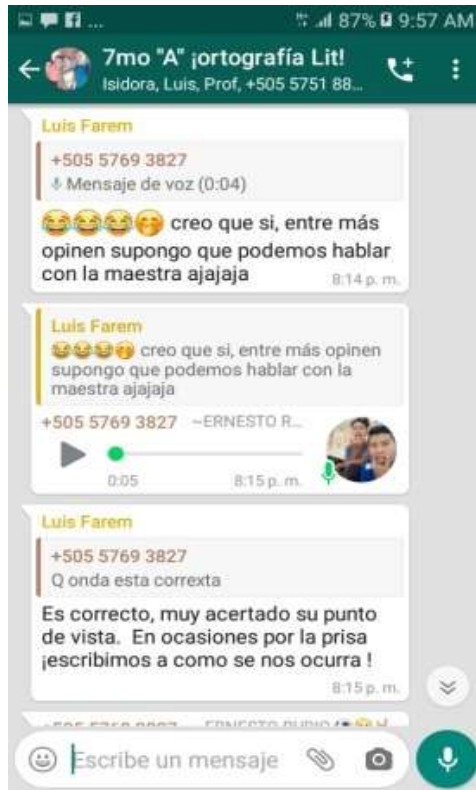 ... 87% 9:57 AM
7mo "A" ¡ortografía Lit!
Isidora, Luis, Prof, +505 5751 88...
Luis Farem
+505 5769 3827
Mensaje de voz (0:04)
😂😂😂🤭 creo que si, entre más
opinen supongo que podemos hablar
con la maestra ajajaja
8:14 p. m.
Luis Farem
😂😂😂🤭 creo que si, entre más opinen
supongo que podemos hablar con la
maestra ajajaja
+505 5769 3827 ~ERNESTO R...
0:05 8:15 p. m.
Luis Farem
+505 5769 3827
Q onda esta correxta
Es correcto, muy acertado su punto
de vista. En ocasiones por la prisa
¡escribimos a como se nos ocurra !
8:15 p. m.
Escribe un mensaje